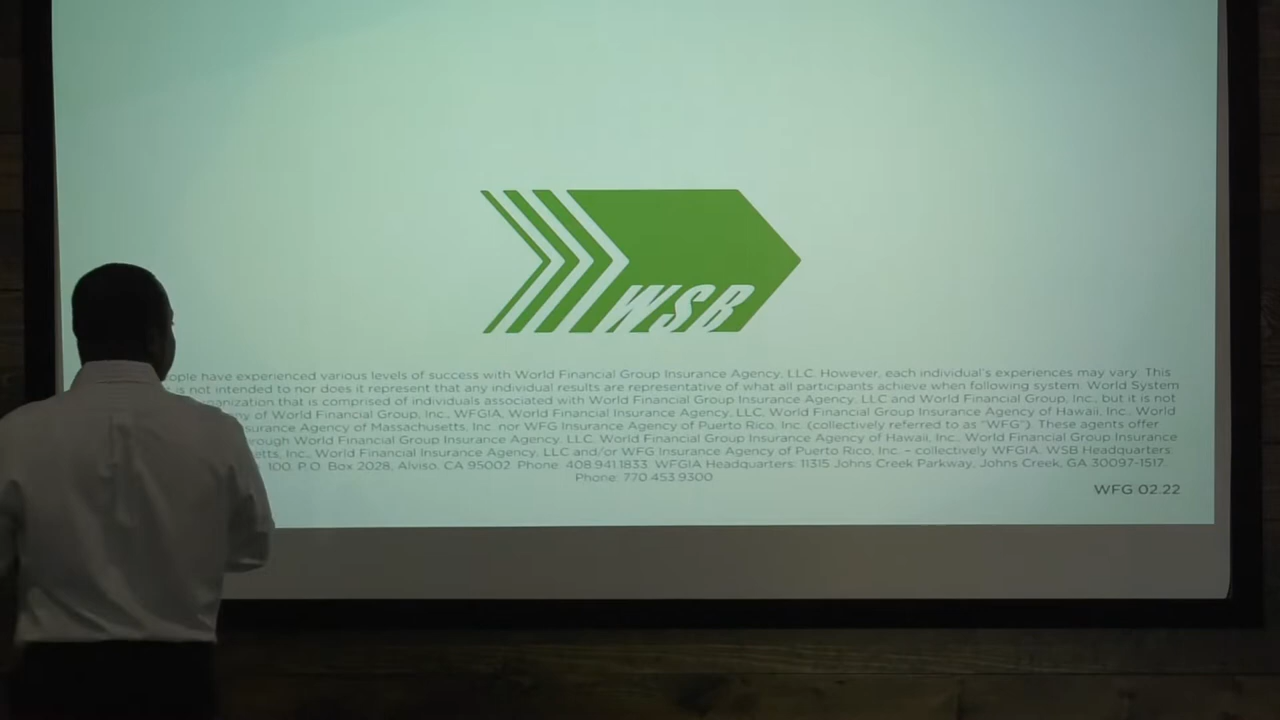 WSB
ople have experienced various levels of success with World Financial Group Insurance Agency, LLC. However, each individual's experiences may vary. This
is not intended to nor does it represent that any individual results are representative of what all participants achieve when following system. World System
ganization that is comprised of individuals associated with World Financial Group Insurance Agency, LLC and World Financial Group, Inc., but it is not
ny of World Financial Group, Inc., WFGIA, World Financial Insurance Agency, LLC, World Financial Group Insurance Agency of Hawaii, Inc., World
surance Agency of Massachusetts, Inc. nor WFG Insurance Agency of Puerto Rico, Inc. (collectively referred to as "WFG"). These agents offer
rough World Financial Group Insurance Agency, LLC, World Financial Group Insurance Agency of Hawaii, Inc., World Financial Group Insurance
etts, Inc., World Financial Insurance Agency, LLC and/or WFG Insurance Agency of Puerto Rico, Inc. – collectively WFGIA. WSB Headquarters:
100. P.O. Box 2028, Alviso, CA 95002. Phone: 408.941.1833. WFGIA Headquarters: 11315 Johns Creek Parkway, Johns Creek, GA 30097-1517.
Phone: 770.453.9300
WFG 02.22